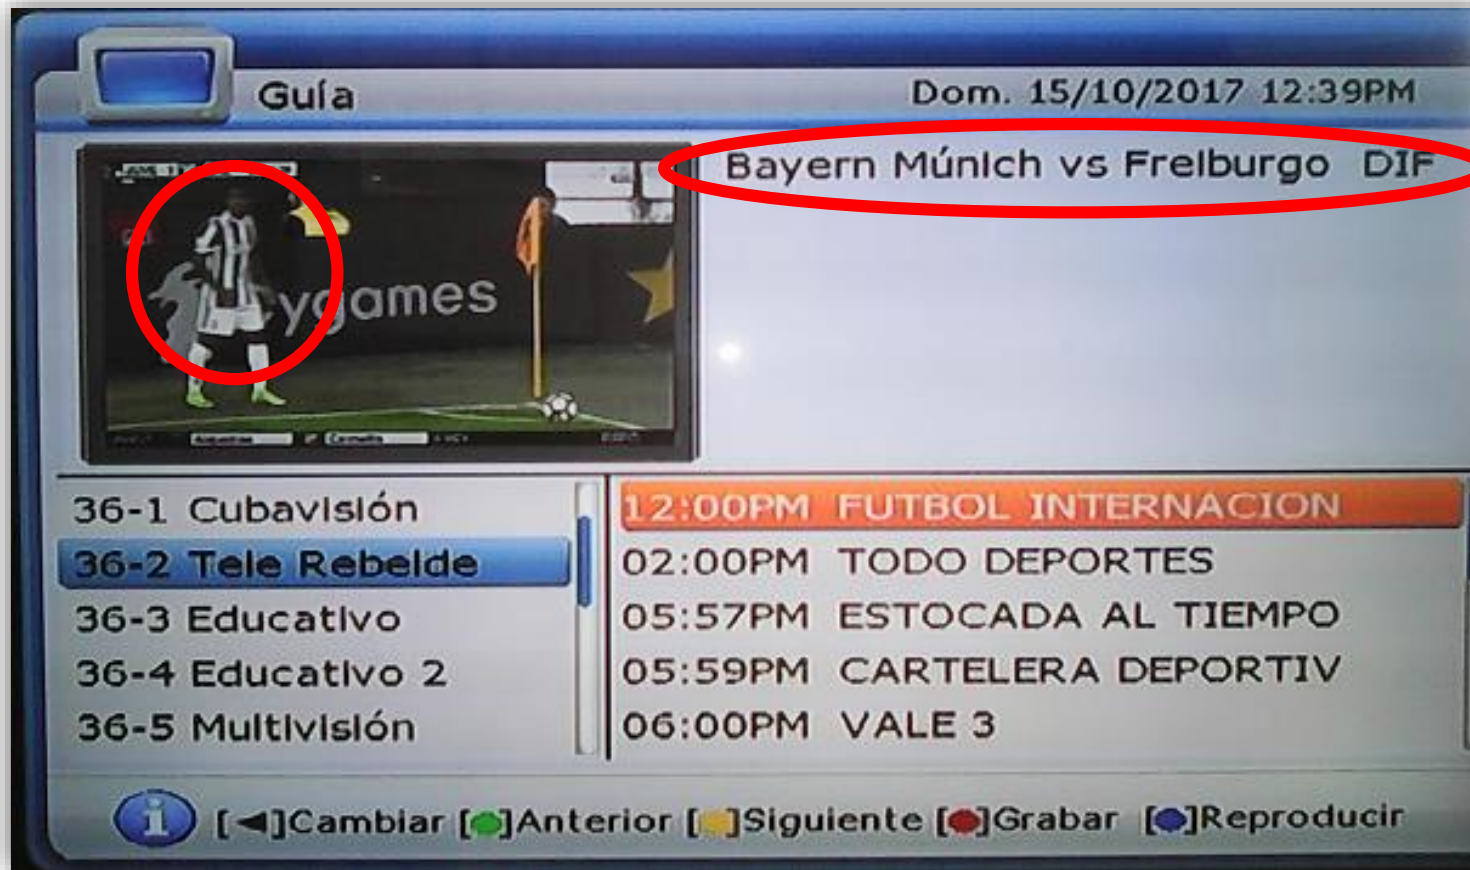 Guía
Dom. 15/10/2017 12:39PM
Bayern Múnich vs Freiburgo DIF
ygames
36-1 Cubavisión
36-2 Tele Rebelde
36-3 Educativo
36-4 Educativo 2
36-5 Multivisión
12:00PM FUTBOL INTERNACION
02:00PM TODO DEPORTES
05:57PM ESTOCADA AL TIEMPO
05:59PM CARTELERA DEPORTIV
06:00PM VALE 3
[◄]Cambiar []Anterior []Siguiente []Grabar []Reproducir